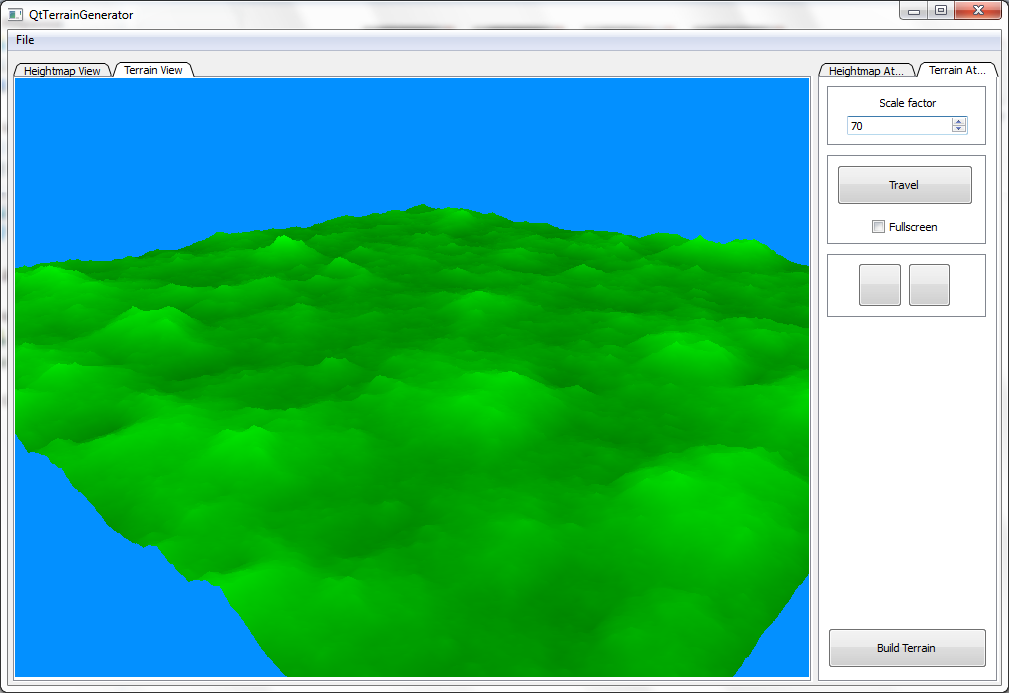 QtTerrainGenerator
File
Heightmap View Terrain View
Heightmap At... Terrain At...
Scale factor
70
Travel
Fullscreen
Build Terrain